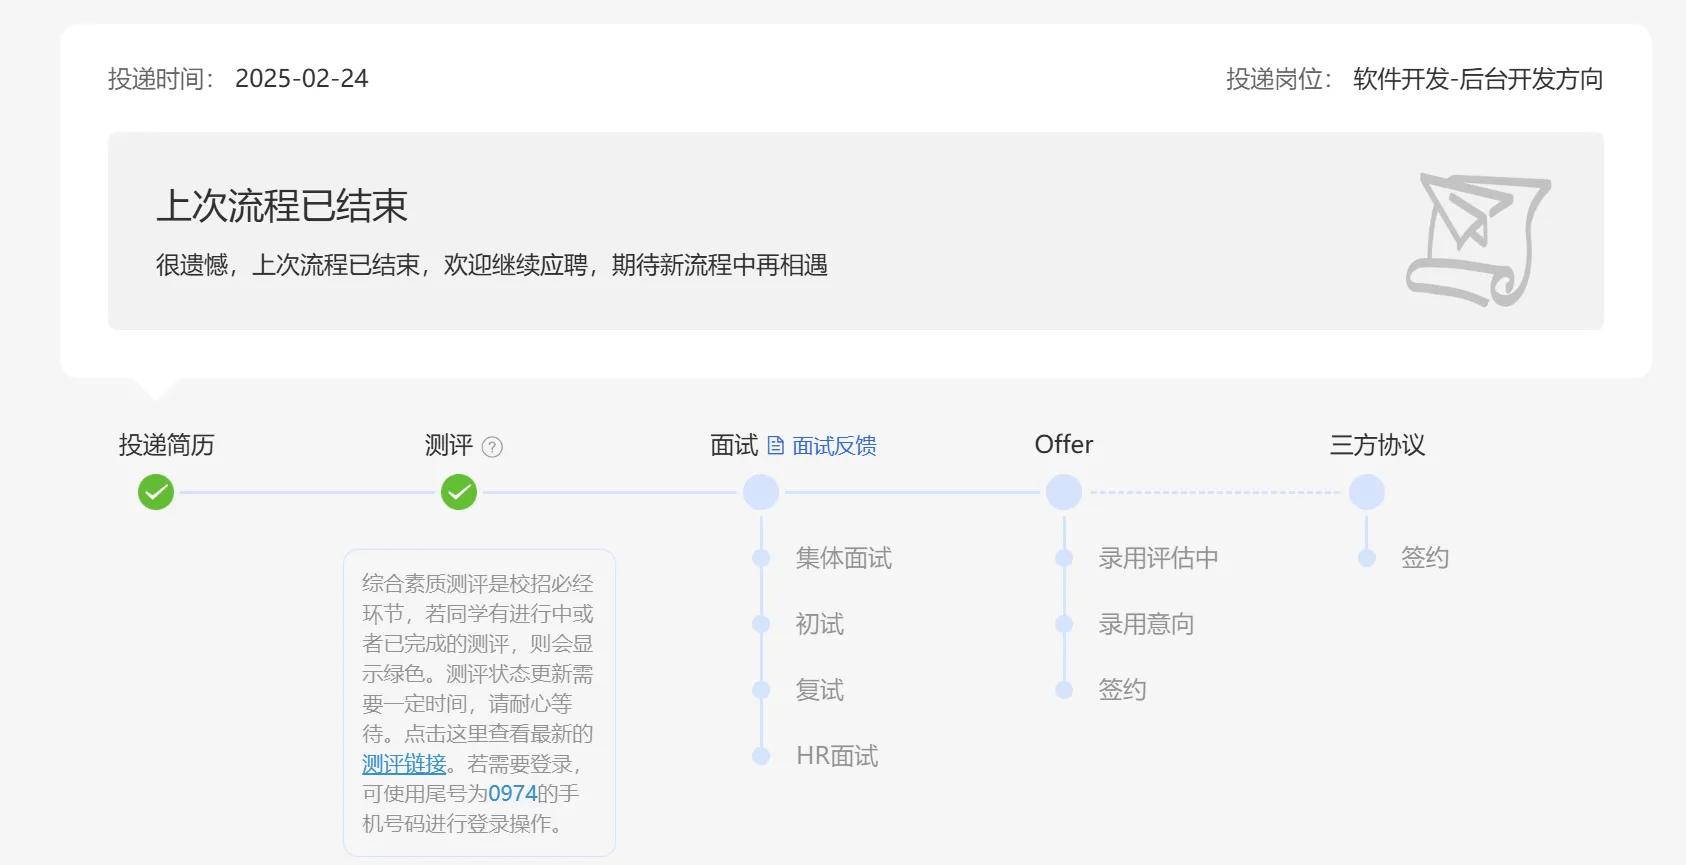 投递时间： 2025-02-24
投递岗位： 软件开发-后台开发方向
上次流程已结束
很遗憾，上次流程已结束，欢迎继续应聘，期待新流程中再相遇
投递简历
测评 ?
面试 面试反馈
Offer
三方协议
综合素质测评是校招必经
环节，若同学有进行中或
者已完成的测评，则会显
示绿色。测评状态更新需
要一定时间，请耐心等
待。点击这里查看最新的
测评链接。若需要登录，
可使用尾号为0974的手
机号码进行登录操作。
集体面试
初试
复试
HR面试
录用评估中
录用意向
签约
签约